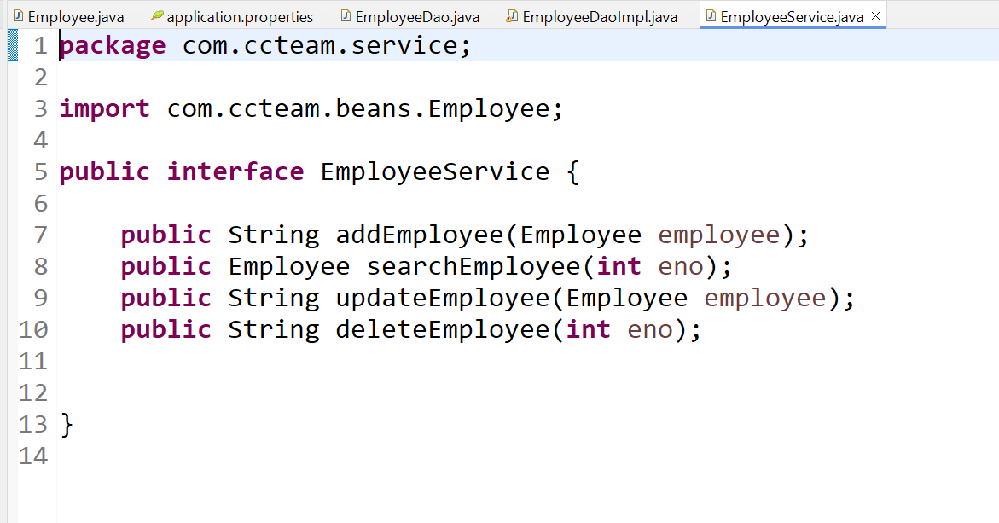 Employee.java application.properties EmployeeDao.java EmployeeDaoImpl.java EmployeeService.java
1 package com.ccteam.service;
2
3 import com.ccteam.beans.Employee;
4
5 public interface EmployeeService {
6
7 public String addEmployee(Employee employee);
8 public Employee searchEmployee(int eno);
9 public String updateEmployee(Employee employee);
10 public String deleteEmployee(int eno);
11
12
13 }
14